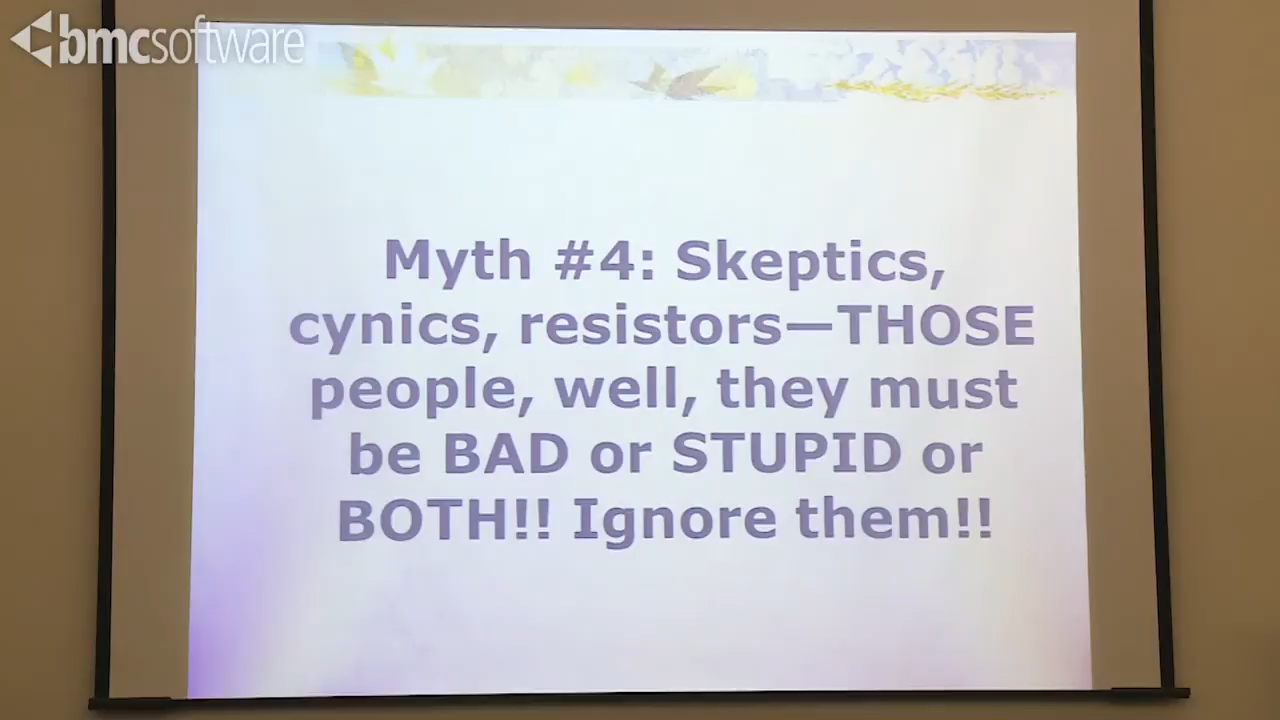 bmcsoftware
Myth #4: Skeptics,
cynics, resistors—THOSE
people, well, they must
be BAD or STUPID or
BOTH!! Ignore them!!